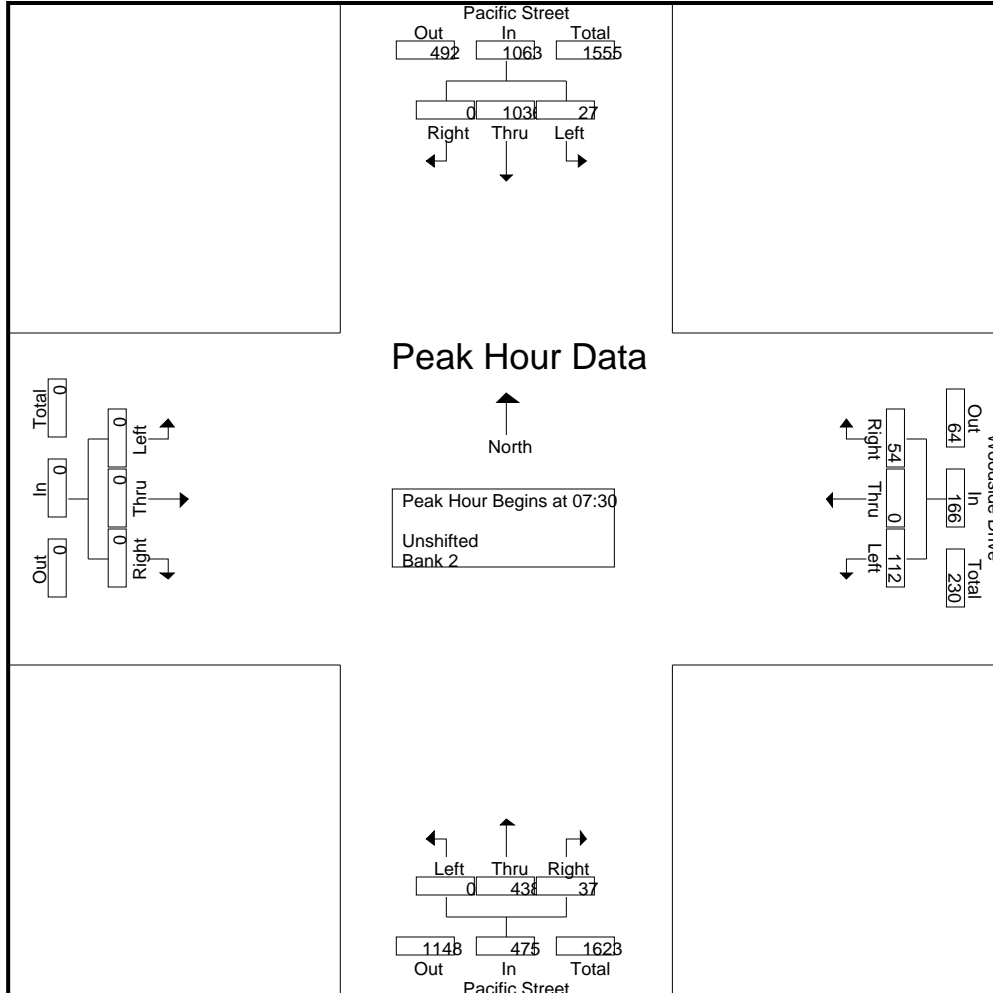 Pacific Street
Out In Total
492 1063 1555
0 1036 27
Right Thru Left
Peak Hour Data
North
Peak Hour Begins at 07:30
Unshifted
Bank 2
Total In Out
0 0 0
0 0 0
Left Thru Right
Woodside Drive
Out In Total
64 166 230
54 0 112
Right Thru Left
Left Thru Right
0 438 37
1148 475 1623
Out In Total
Pacific Street